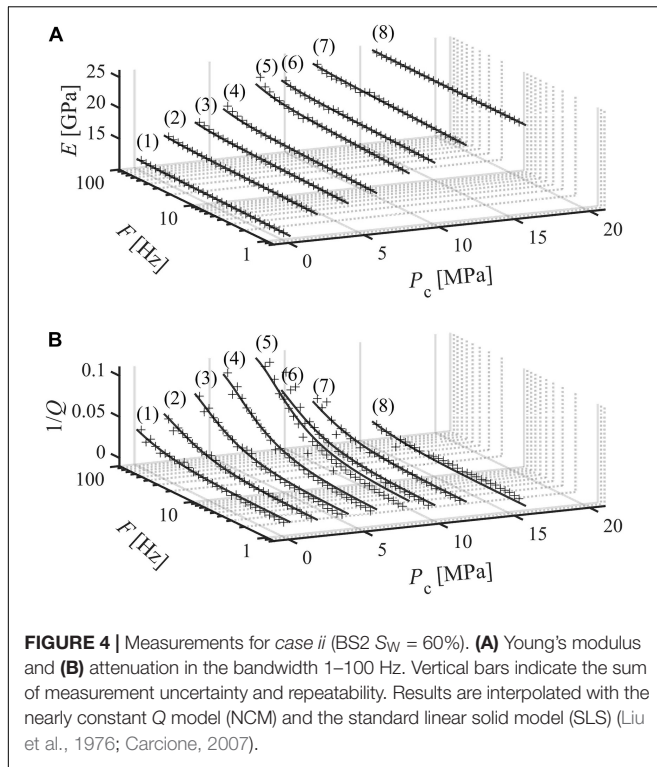 A
(8)
(7)
(6)
(5)
(4)
(3)
(2)
(1)
25
20
15
E [GPa]
100
10
1
F [Hz]
0
5
10
15
20
Pc [MPa]
B
(5)
(4)
(6)
(7)
(3)
(8)
(2)
(1)
0.1
0.05
0
1/Q
100
10
1
F [Hz]
0
5
10
15
20
Pc [MPa]
FIGURE 4 | Measurements for case ii (BS2 SW = 60%). (A) Young's modulus
and (B) attenuation in the bandwidth 1–100 Hz. Vertical bars indicate the sum
of measurement uncertainty and repeatability. Results are interpolated with the
nearly constant Q model (NCM) and the standard linear solid model (SLS) (Liu
et al., 1976; Carcione, 2007).